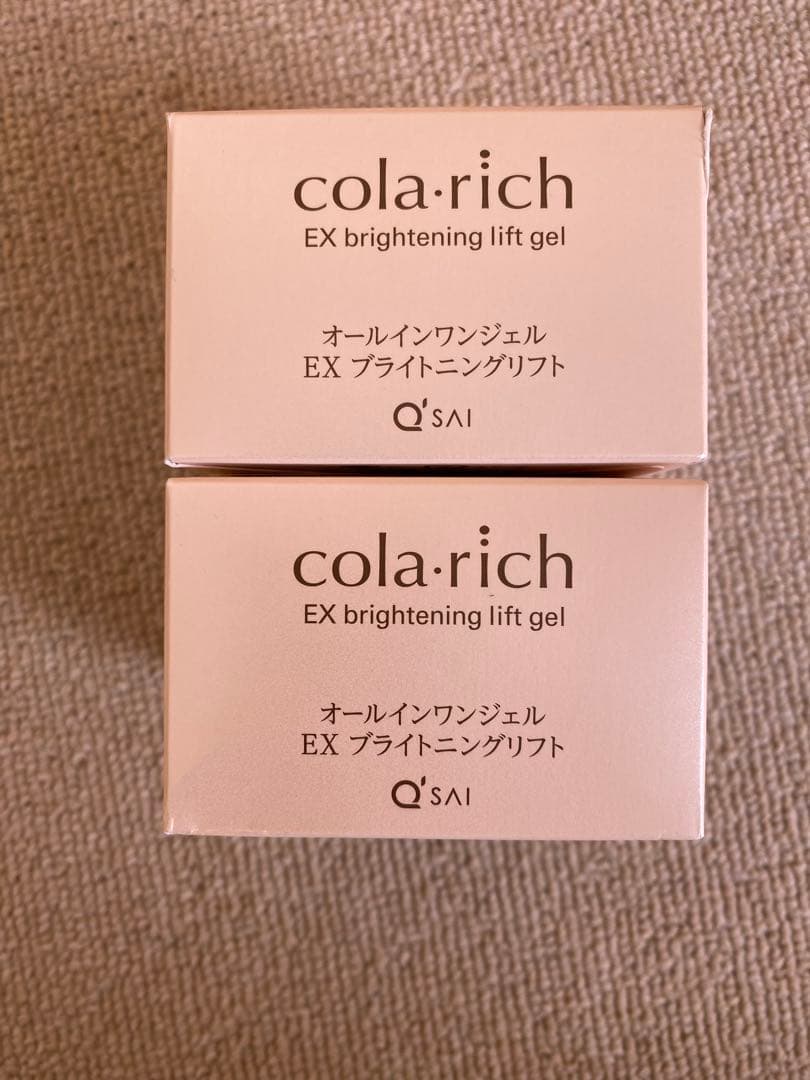 cola·rich
EX brightening lift gel
オールインワンジェル
EX ブライトニングリフト
Q'SAI
cola·rich
EX brightening lift gel
オールインワンジェル
EX ブライトニングリフト
Q'SAI